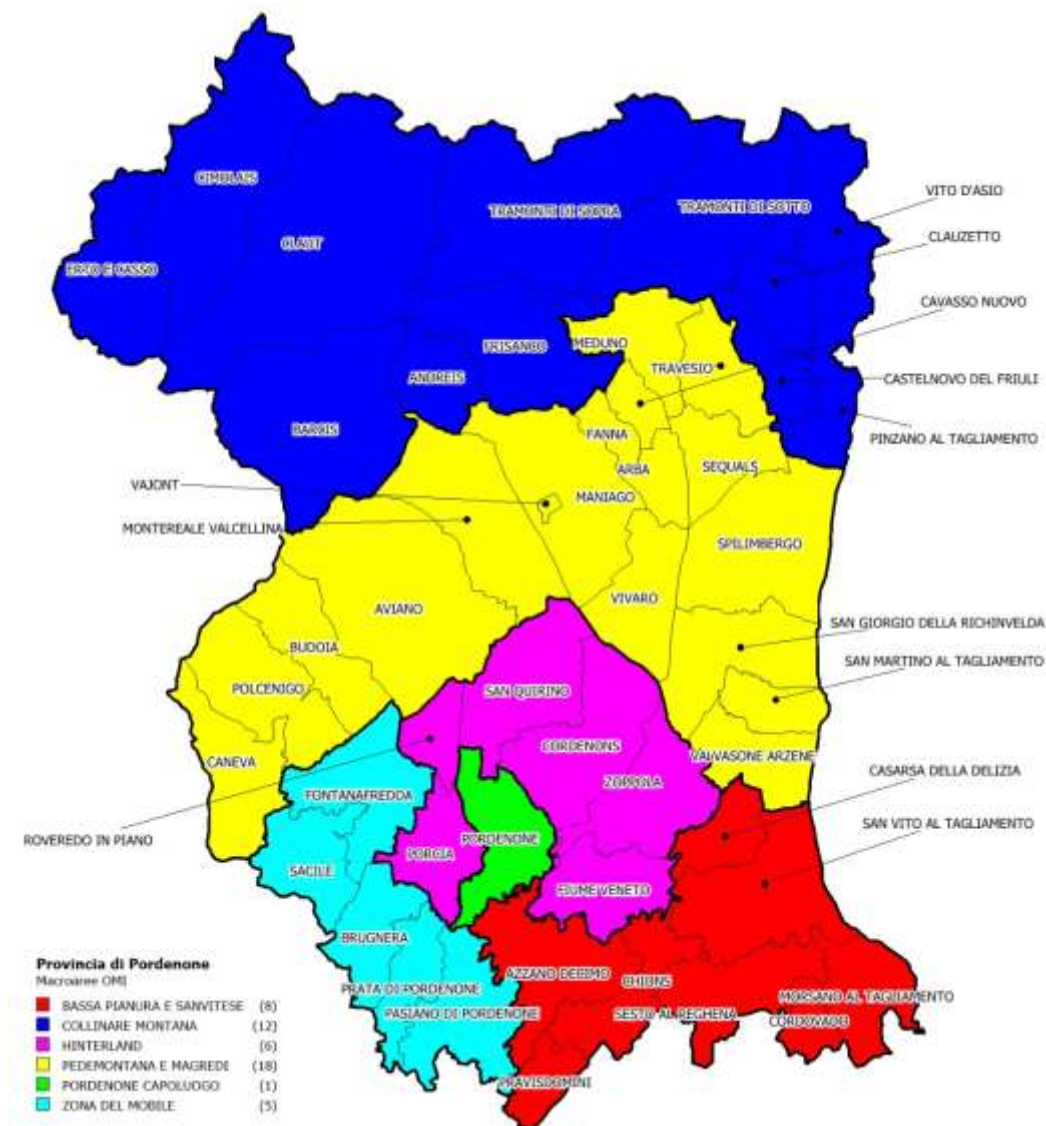 CIMOLAIS
VITO D'ASIO
TRAMONTI DI SOPRA
TRAMONTI DI SOTTO
CLAUZETTO
CLAUT
ERTO E CASSO
CAVASSO NUOVO
FRISANCO
MEDUNO
TRAVESIO
ANDREIS
CASTELNOVO DEL FRIULI
BARCIS
FANNA
PINZANO AL TAGLIAMENTO
ARBA
SEQUALS
VAJONT
MANIAGO
MONTEREALE VALCELLINA
SPILIMBERGO
VIVARO
AVIANO
SAN GIORGIO DELLA RICHINVELDA
BUDOIA
SAN MARTINO AL TAGLIAMENTO
POLCENIGO
SAN QUIRINO
CORDENONS
VALVASONE ARZENE
CANEVA
CASARSA DELLA DELIZIA
ZOPPOLA
FONTANAFREDDA
SAN VITO AL TAGLIAMENTO
ROVEREDO IN PIANO
PORDENONE
PORCIA
SACILE
FIUME VENETO
BRUGNERA
AZZANO DECIMO
CHIONS
PRATA DI PORDENONE
MORSANO AL TAGLIAMENTO
PASIANO DI PORDENONE
SESTO AL REGHENA
CORDOVADO
PRAVISDOMINI
Provincia di Pordenone
Macroaree OMI
BASSA PIANURA E SANVITESE (8)
COLLINARE MONTANA (12)
HINTERLAND (6)
PEDEMONTANA E MAGREDI (18)
PORDENONE CAPOLUOGO (1)
ZONA DEL MOBILE (5)